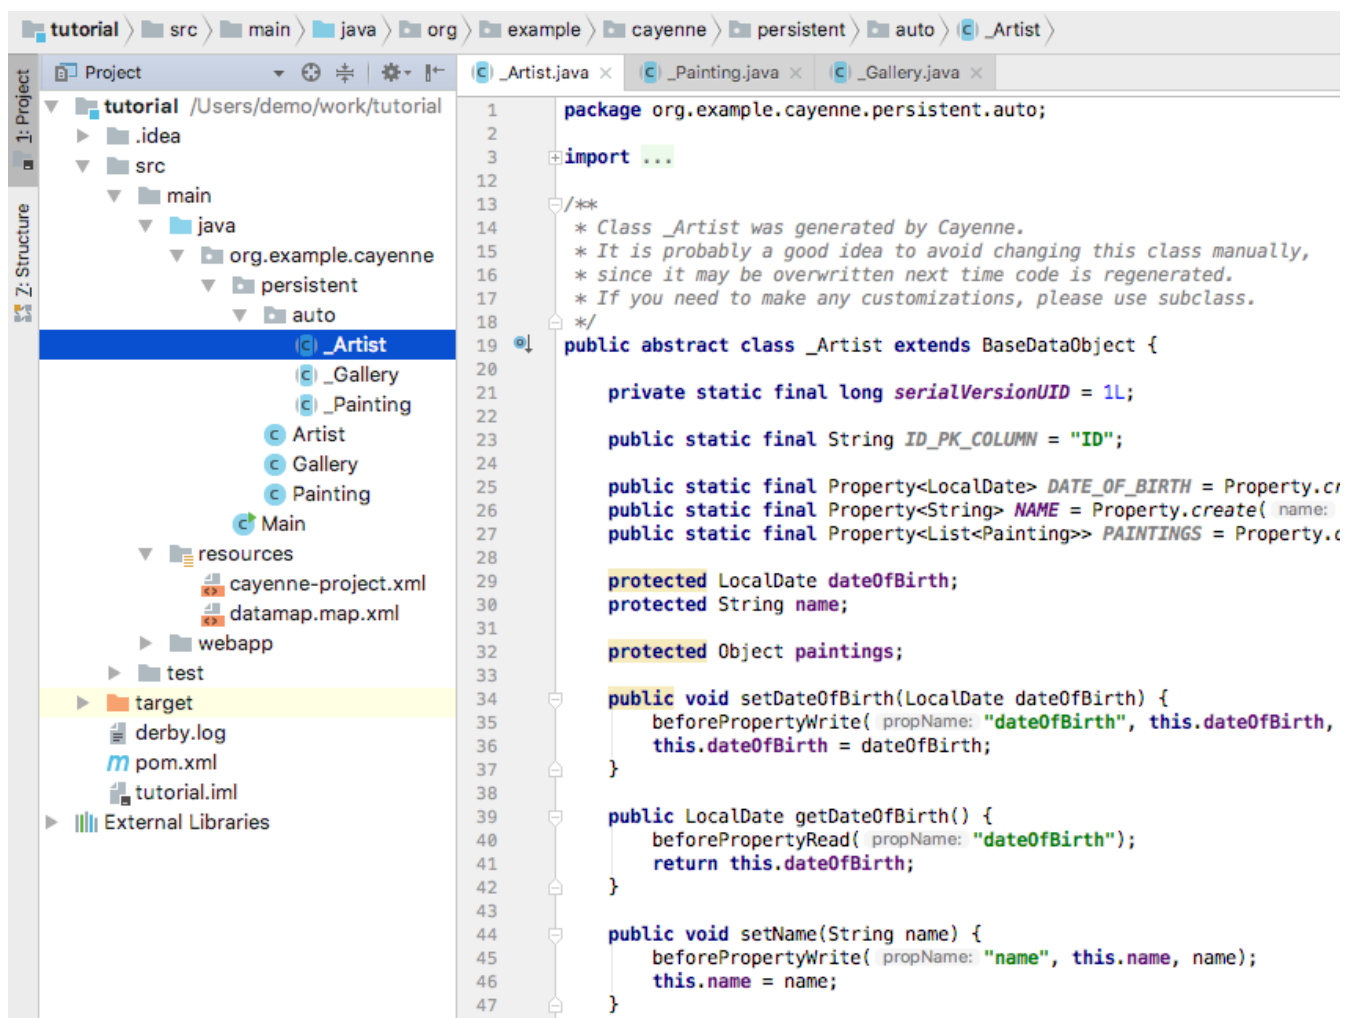 tutorial src main java org example cayenne persistent auto _Artist
1: Project
Z: Structure
Project
tutorial /Users/demo/work/tutorial
.idea
src
main
java
org.example.cayenne
persistent
auto
_Artist
_Gallery
_Painting
Artist
Gallery
Painting
Main
resources
cayenne-project.xml
datamap.map.xml
webapp
test
target
derby.log
pom.xml
tutorial.iml
External Libraries
_Artist.java _Painting.java _Gallery.java
1 package org.example.cayenne.persistent.auto;
2
3 import ...
12
13 /**
14 * Class _Artist was generated by Cayenne.
15 * It is probably a good idea to avoid changing this class manually,
16 * since it may be overwritten next time code is regenerated.
17 * If you need to make any customizations, please use subclass.
18 */
19 public abstract class _Artist extends BaseDataObject {
20
21 private static final long serialVersionUID = 1L;
22
23 public static final String ID_PK_COLUMN = "ID";
24
25 public static final Property<LocalDate> DATE_OF_BIRTH = Property.cr
26 public static final Property<String> NAME = Property.create( name:
27 public static final Property<List<Painting>> PAINTINGS = Property.c
28
29 protected LocalDate dateOfBirth;
30 protected String name;
31
32 protected Object paintings;
33
34 public void setDateOfBirth(LocalDate dateOfBirth) {
35 beforePropertyWrite( propName: "dateOfBirth", this.dateOfBirth,
36 this.dateOfBirth = dateOfBirth;
37 }
38
39 public LocalDate getDateOfBirth() {
40 beforePropertyRead( propName: "dateOfBirth");
41 return this.dateOfBirth;
42 }
43
44 public void setName(String name) {
45 beforePropertyWrite( propName: "name", this.name, name);
46 this.name = name;
47 }